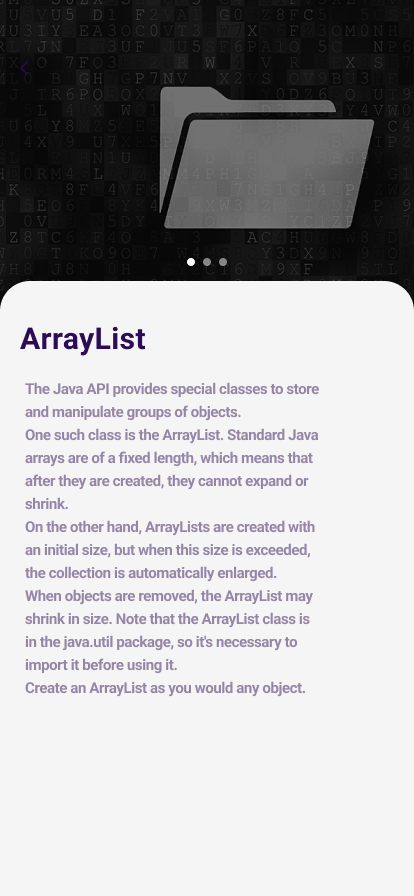 ArrayList
The Java API provides special classes to store
and manipulate groups of objects.
One such class is the ArrayList. Standard Java
arrays are of a fixed length, which means that
after they are created, they cannot expand or
shrink.
On the other hand, ArrayLists are created with
an initial size, but when this size is exceeded,
the collection is automatically enlarged.
When objects are removed, the ArrayList may
shrink in size. Note that the ArrayList class is
in the java.util package, so it's necessary to
import it before using it.
Create an ArrayList as you would any object.